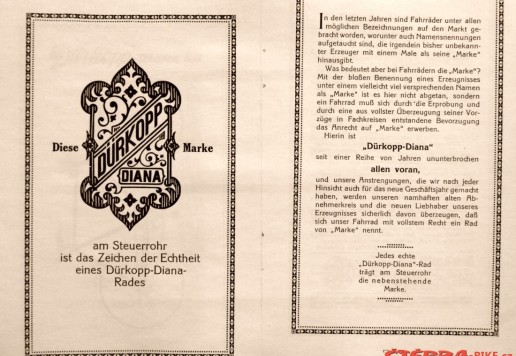 Diese
DÜRKOPP
DIANA
Marke
am Steuerrohr
ist das Zeichen der Echtheit
eines Dürkopp-Diana-
Rades
In den letzten Jahren sind Fahrräder unter allen
möglichen Bezeichnungen auf den Markt ge-
bracht worden, worunter auch Namensnennungen
aufgetaucht sind, die irgendein bisher unbekann-
ter Erzeuger mit einem Male als seine „Marke"
hinausgibt.
Was bedeutet aber bei Fahrrädern die „Marke"?
Mit der bloßen Benennung eines Erzeugnisses
unter einem vielleicht viel versprechenden Namen
als „Marke" ist es hier nicht abgetan, sondern
ein Fahrrad muß sich durch die Erprobung und
durch eine aus vollster Überzeugung seiner Vor-
züge in Fachkreisen entstandene Bevorzugung
das Anrecht auf „Marke" erwerben.
Hierin ist
„Dürkopp-Diana"
seit einer Reihe von Jahren ununterbrochen
allen voran,
und unsere Anstrengungen, die wir nach jeder
Hinsicht auch für das neue Geschäftsjahr gemacht
haben, werden unseren namhaften alten Ab-
nehmerkreis und die neuen Liebhaber unseres
Erzeugnisses sicherlich davon überzeugen, daß
sich unser Fahrrad mit vollstem Recht ein Rad
von „Marke" nennt.
Jedes echte
„Dürkopp-Diana"-Rad
trägt am Steuerrohr
die nebenstehende
Marke.